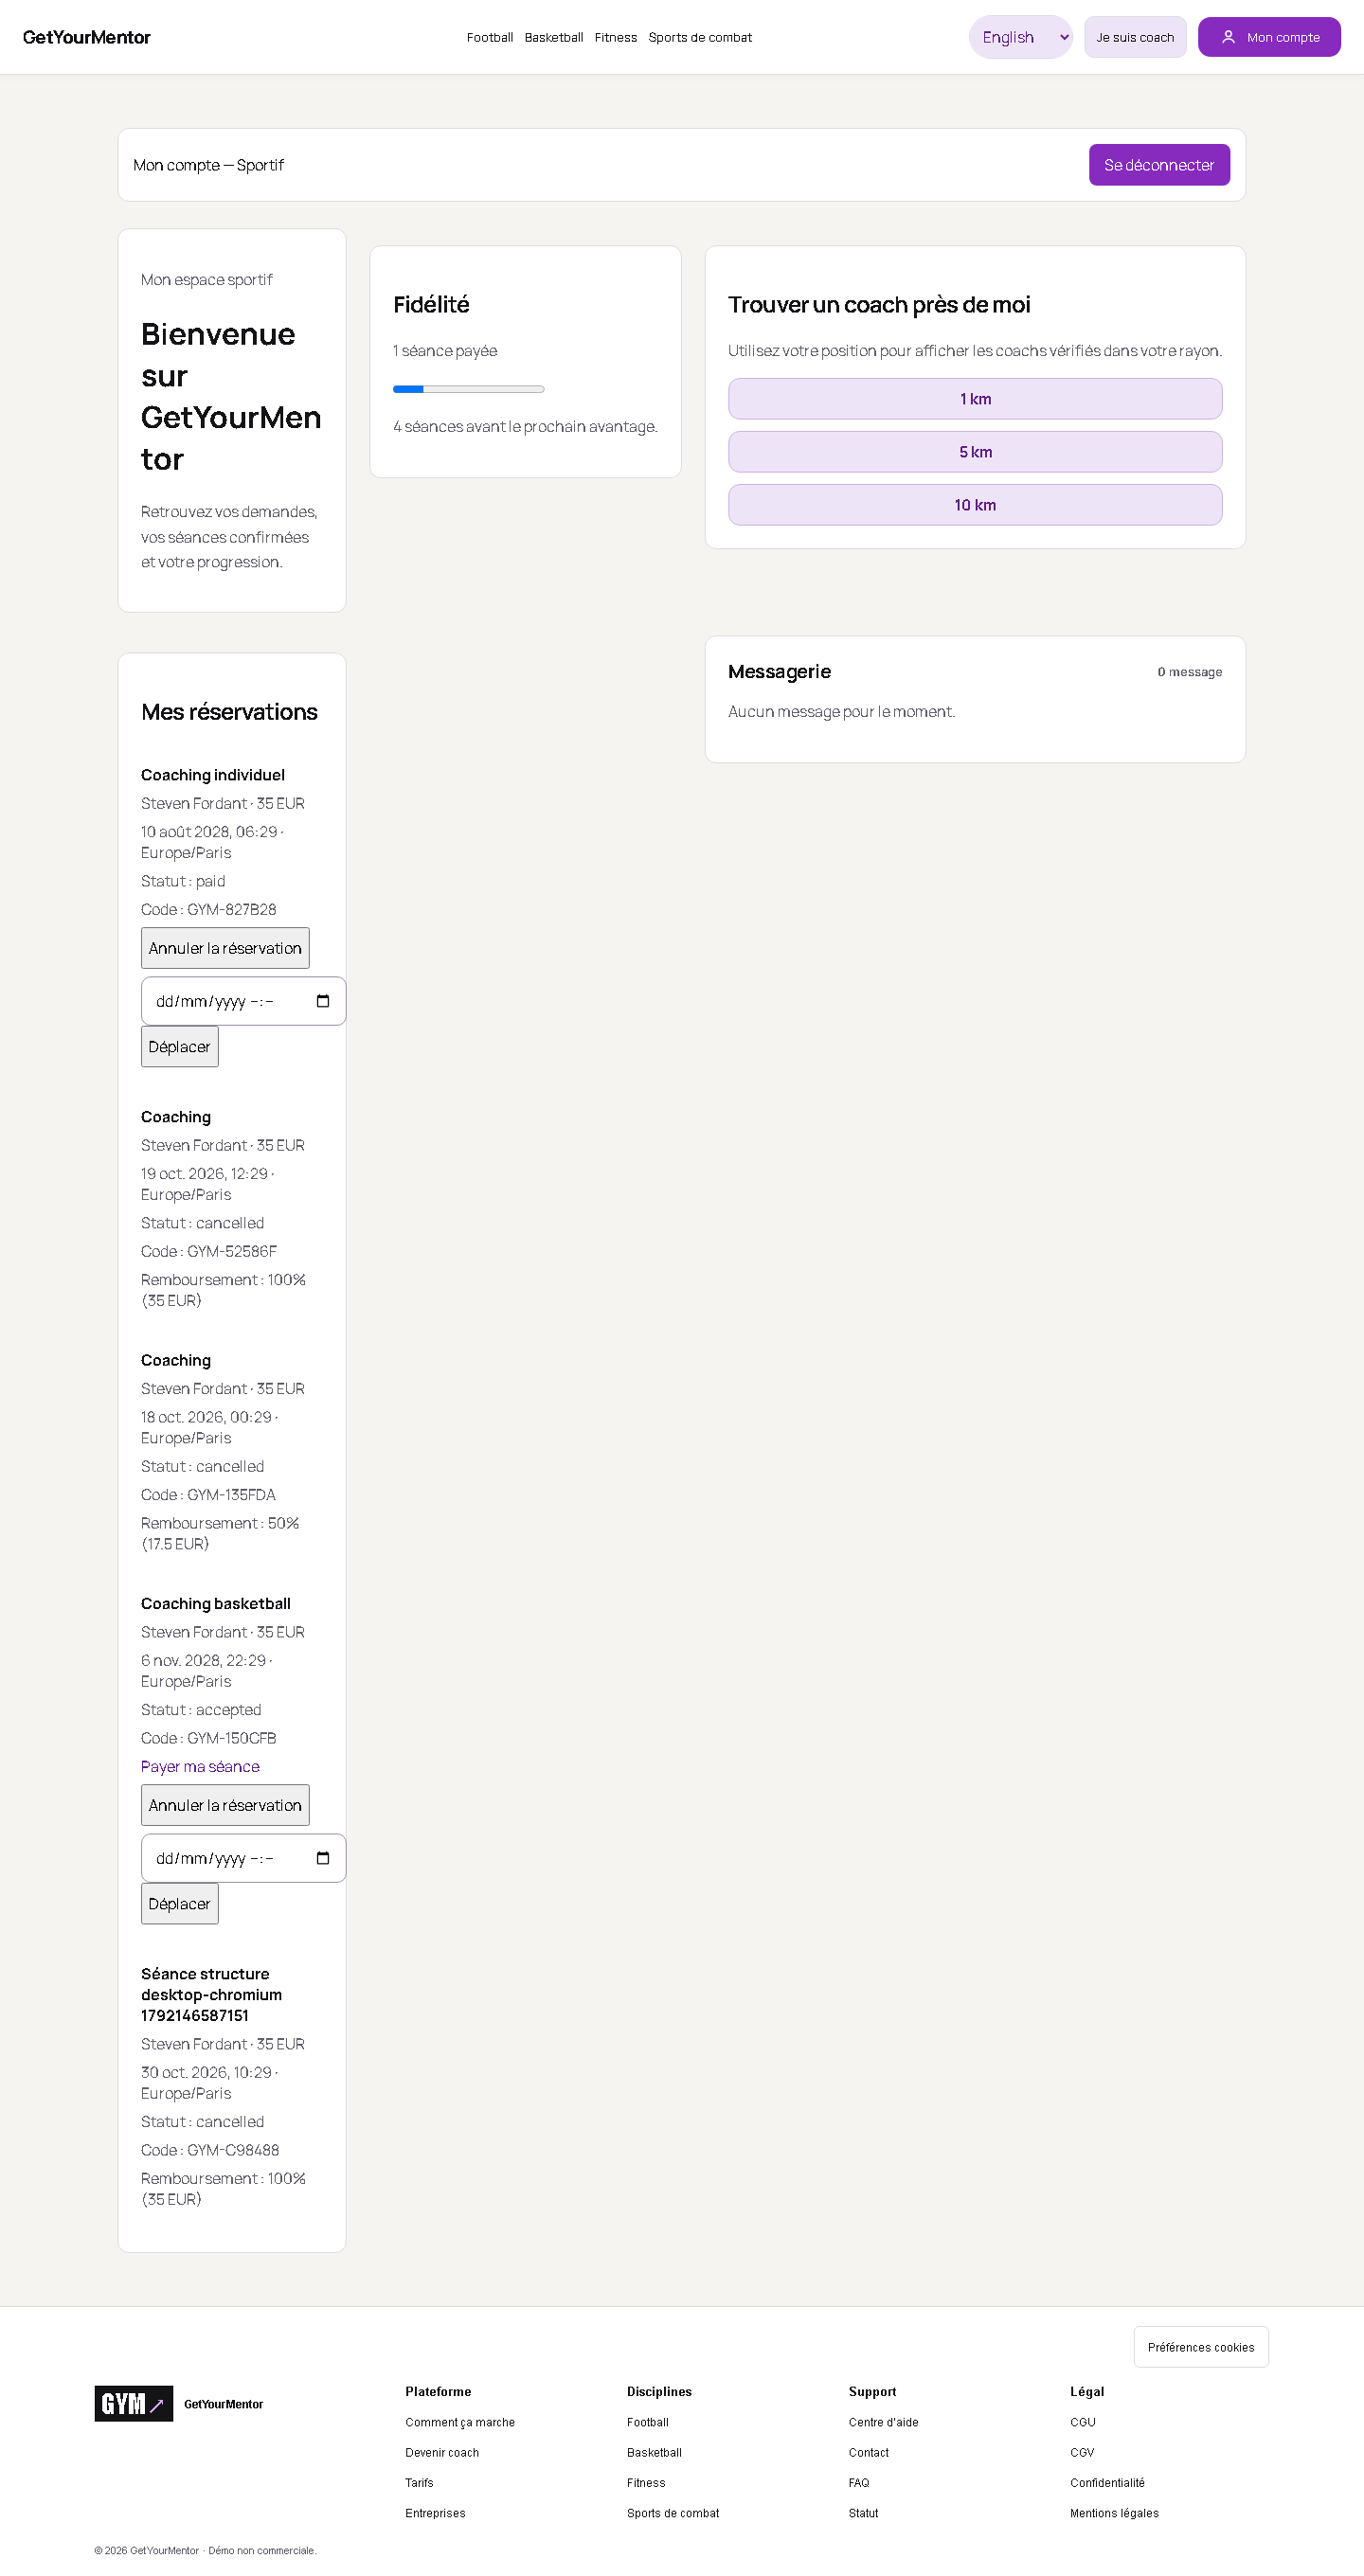 GetYourMentor
Football Basketball Fitness Sports de combat
English
Je suis coach
Mon compte
Mon compte — Sportif
Se déconnecter
Mon espace sportif
Bienvenue
sur
GetYourMen
tor
Retrouvez vos demandes,
vos séances confirmées
et votre progression.
Fidélité
1 séance payée
4 séances avant le prochain avantage.
Trouver un coach près de moi
Utilisez votre position pour afficher les coachs vérifiés dans votre rayon.
1 km
5 km
10 km
Messagerie
0 message
Aucun message pour le moment.
Mes réservations
Coaching individuel
Steven Fordant · 35 EUR
10 août 2028, 06:29 ·
Europe/Paris
Statut : paid
Code : GYM-827B28
Annuler la réservation
dd/mm/yyyy --:--
Déplacer
Coaching
Steven Fordant · 35 EUR
19 oct. 2026, 12:29 ·
Europe/Paris
Statut : cancelled
Code : GYM-52586F
Remboursement : 100%
(35 EUR)
Coaching
Steven Fordant · 35 EUR
18 oct. 2026, 00:29 ·
Europe/Paris
Statut : cancelled
Code : GYM-135FDA
Remboursement : 50%
(17.5 EUR)
Coaching basketball
Steven Fordant · 35 EUR
6 nov. 2028, 22:29 ·
Europe/Paris
Statut : accepted
Code : GYM-150CFB
Payer ma séance
Annuler la réservation
dd/mm/yyyy --:--
Déplacer
Séance structure
desktop-chromium
1792146587151
Steven Fordant · 35 EUR
30 oct. 2026, 10:29 ·
Europe/Paris
Statut : cancelled
Code : GYM-C98488
Remboursement : 100%
(35 EUR)
Préférences cookies
GYM GetYourMentor
Plateforme
Comment ça marche
Devenir coach
Tarifs
Entreprises
Disciplines
Football
Basketball
Fitness
Sports de combat
Support
Centre d'aide
Contact
FAQ
Statut
Légal
CGU
CGV
Confidentialité
Mentions légales
© 2026 GetYourMentor · Démo non commerciale.